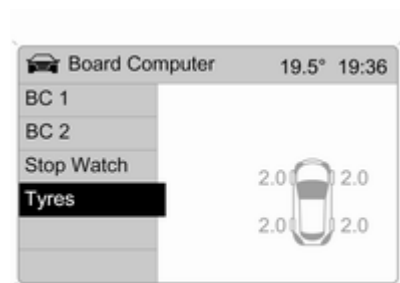 Board Computer 19.5° 19:36
BC 1
BC 2
Stop Watch
Tyres
2.0 2.0
2.0 2.0